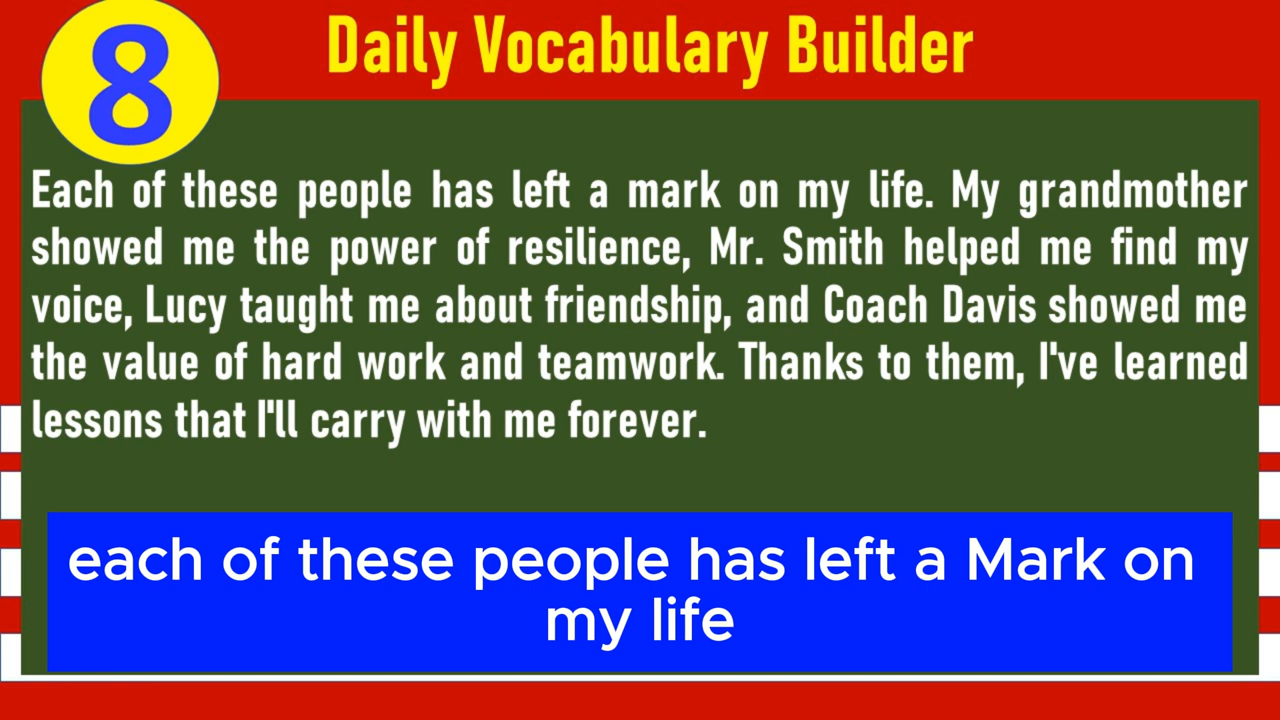 8
Daily Vocabulary Builder
Each of these people has left a mark on my life. My grandmother
showed me the power of resilience, Mr. Smith helped me find my
voice, Lucy taught me about friendship, and Coach Davis showed me
the value of hard work and teamwork. Thanks to them, I've learned
lessons that I'll carry with me forever.
each of these people has left a Mark on
my life